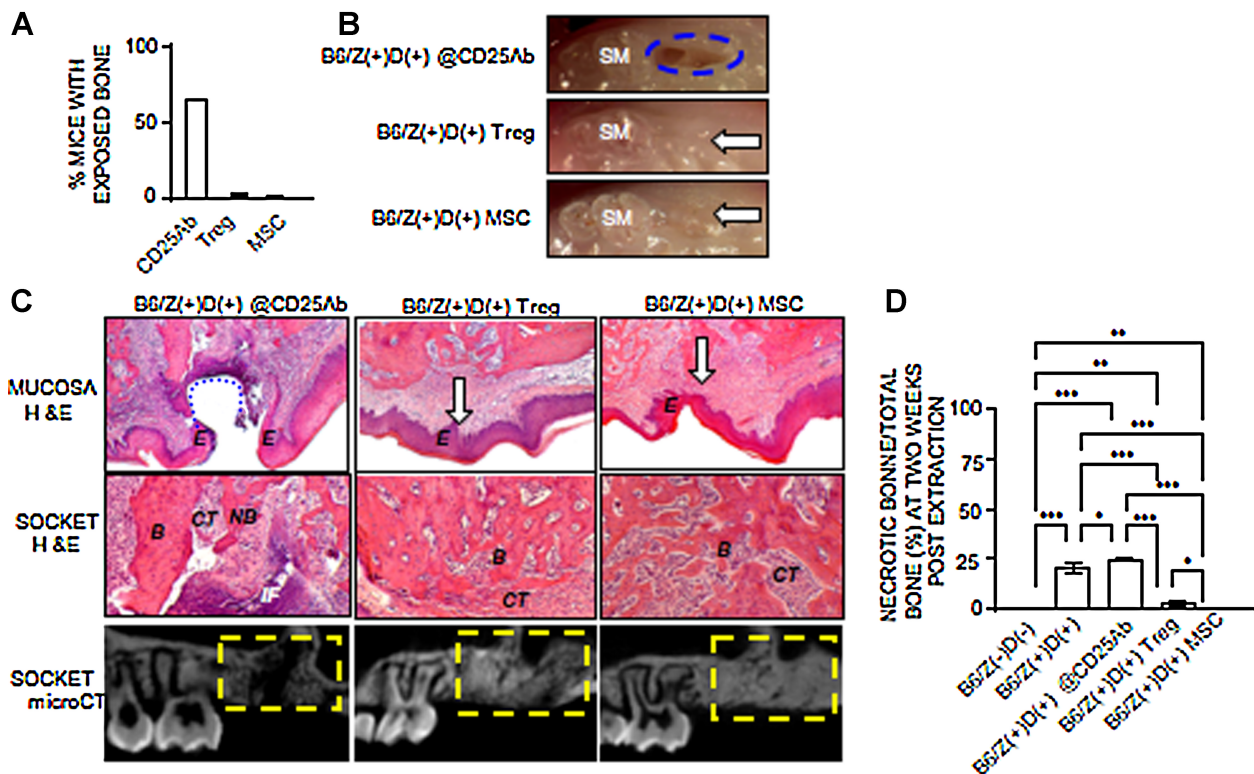 A
% MICE WITH
EXPOSED BONE
100
50
0
CD25Ab
Treg
MSC
B
B6/Z(+)D(+) @CD25Ab
SM
B6/Z(+)D(+) Treg
SM
B6/Z(+)D(+) MSC
SM
C
B6/Z(+)D(+) @CD25Ab
B6/Z(+)D(+) Treg
B6/Z(+)D(+) MSC
MUCOSA
H & E
E
E
E
E
SOCKET
H & E
B
CT
NB
IF
B
CT
B
CT
SOCKET
microCT
D
NECROTIC BONNE/TOTAL
BONE (%) AT TWO WEEKS
POST EXTRACTION
100
75
50
25
0
**
**
***
***
***
***
***
*
***
*
B6/Z(+)D(-)
B6/Z(+)D(+)
B6/Z(+)D(+) @CD25Ab
B6/Z(+)D(+) Treg
B6/Z(+)D(+) MSC